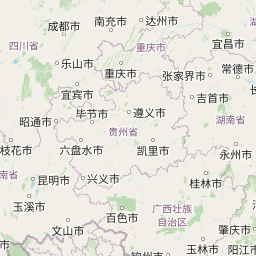 成都市
南充市
达州市
宜昌市
四川省
重庆市
乐山市
重庆市
张家界市
常德市
宜宾市
吉首市
昭通市
毕节市
遵义市
湖南省
贵州省
枝花市
六盘水市
凯里市
永州市
南省
昆明市
兴义市
桂林市
玉溪市
百色市
广西壮族
自治区
肇庆市
文山市
钦州市
玉林市
阳江市